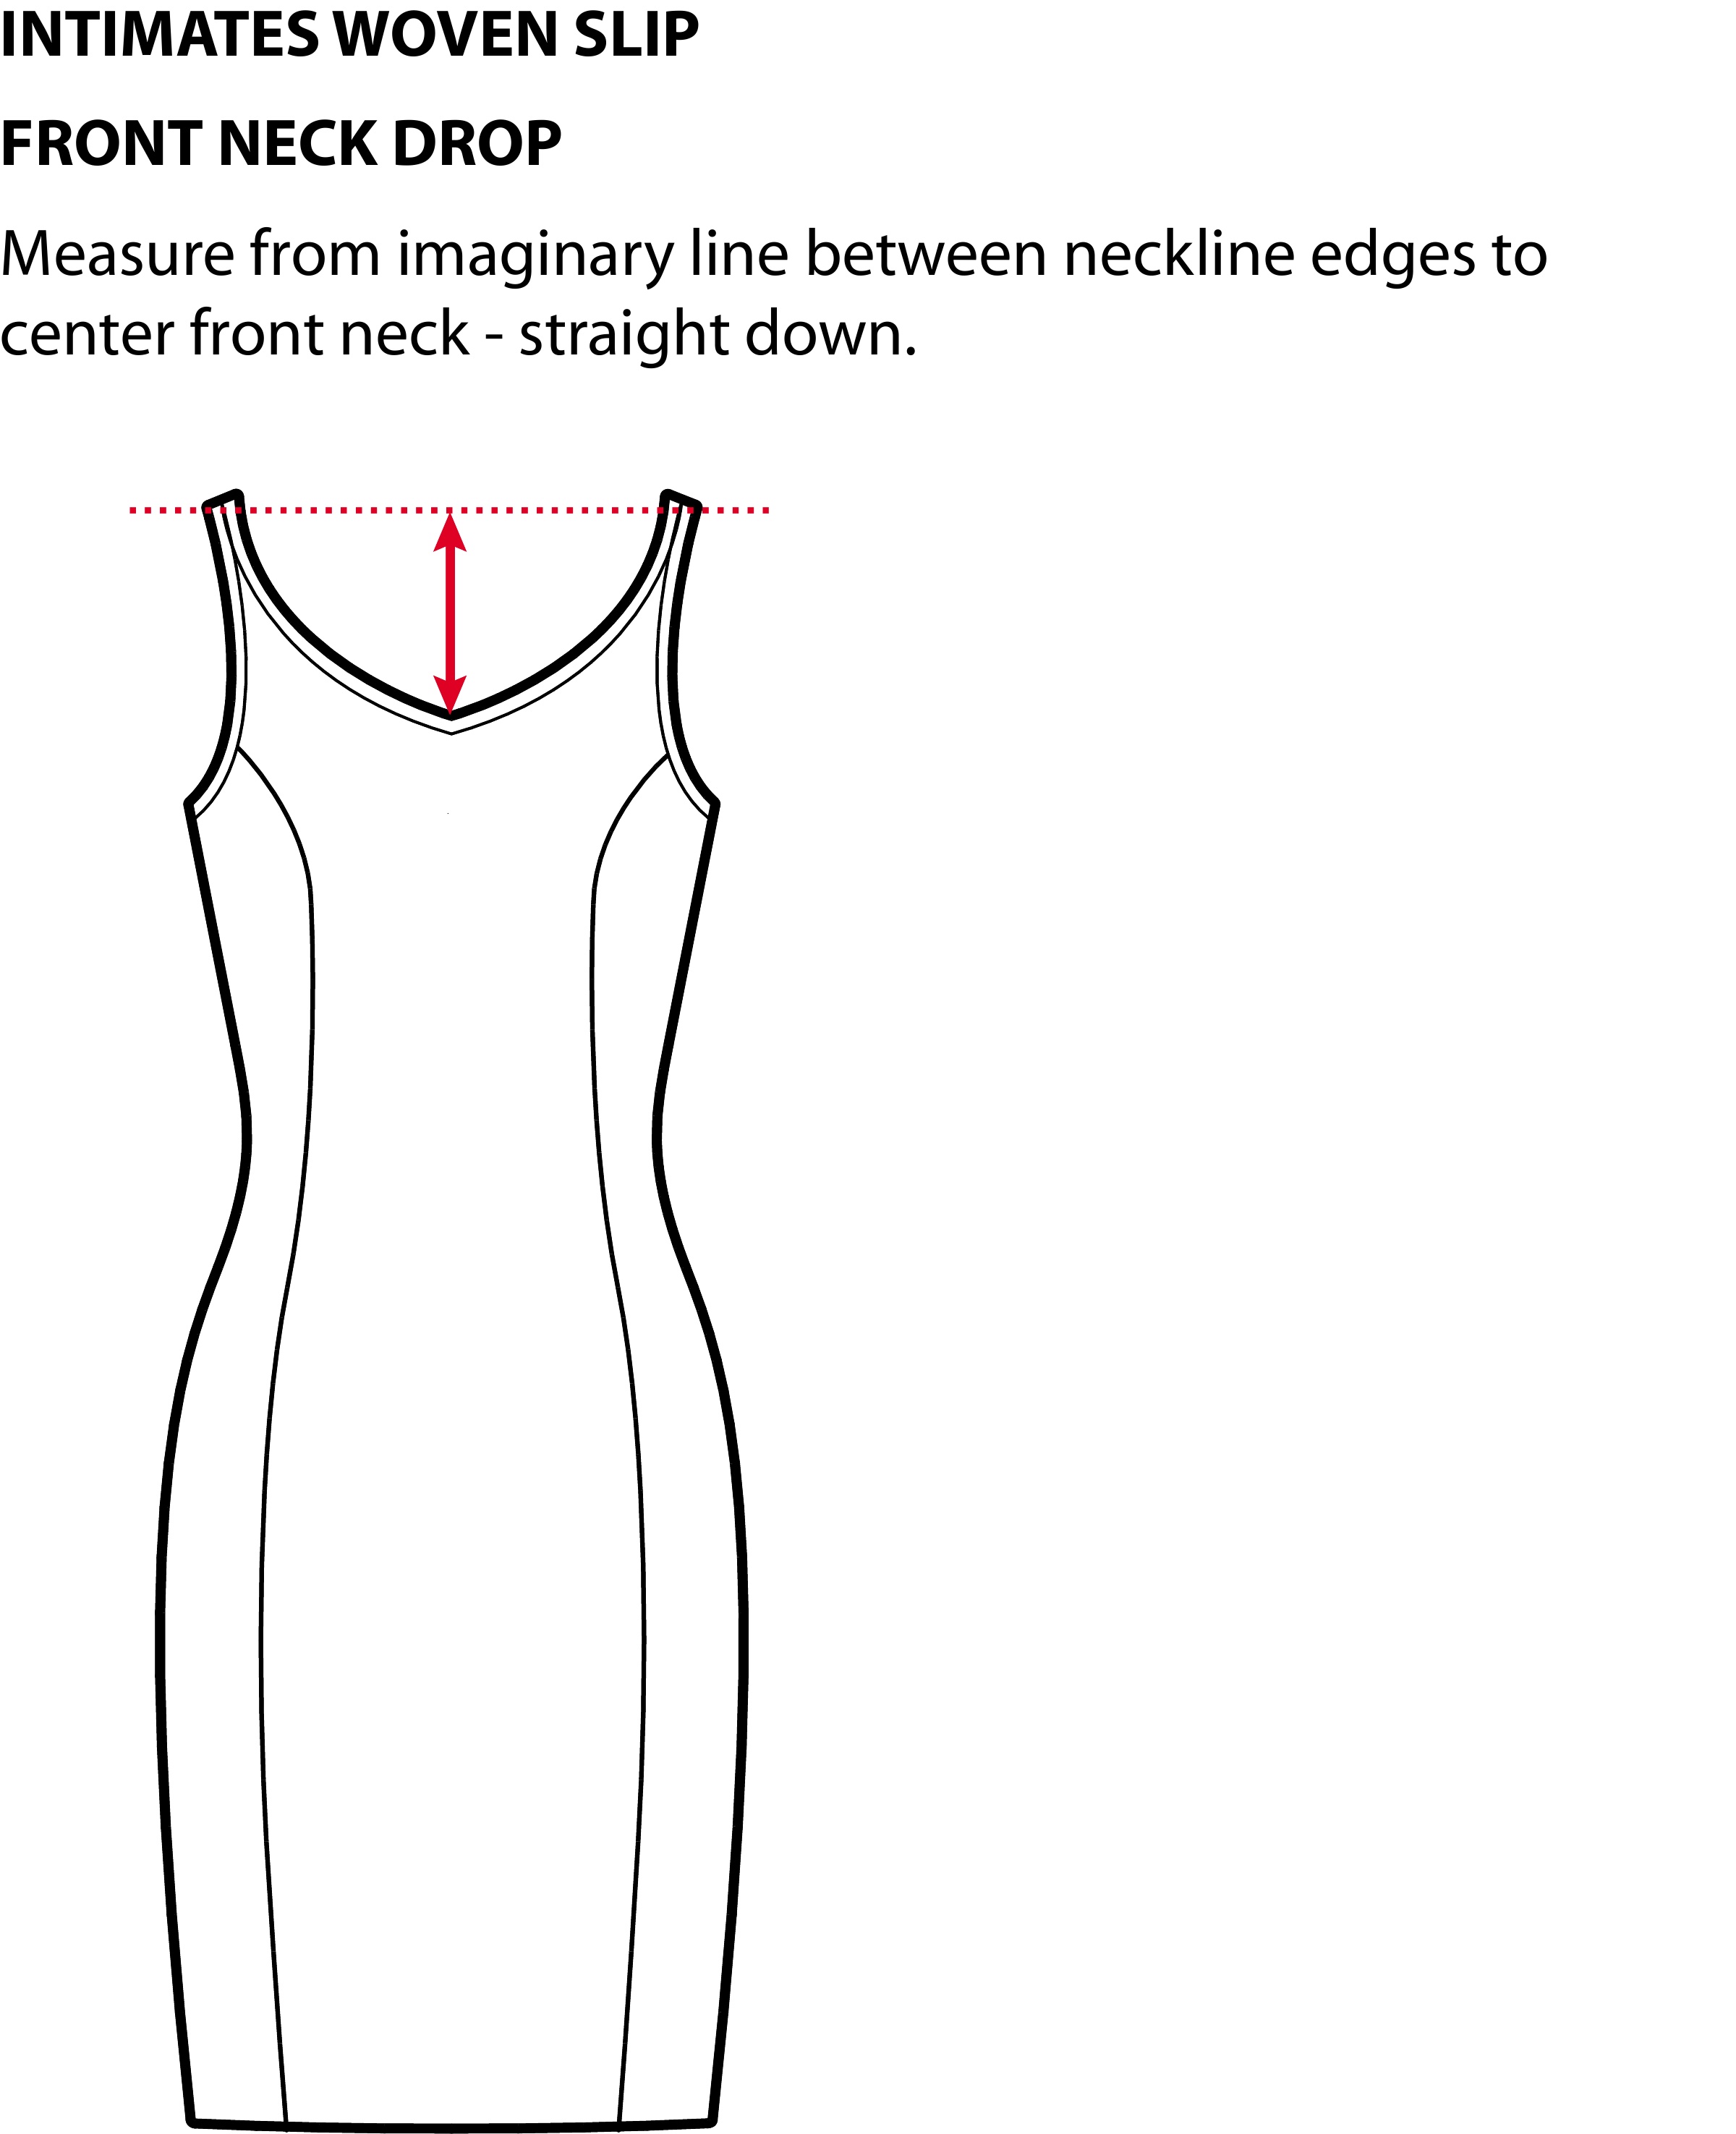 INTIMATES WOVEN SLIP
FRONT NECK DROP
Measure from imaginary line between neckline edges to
center front neck - straight down.